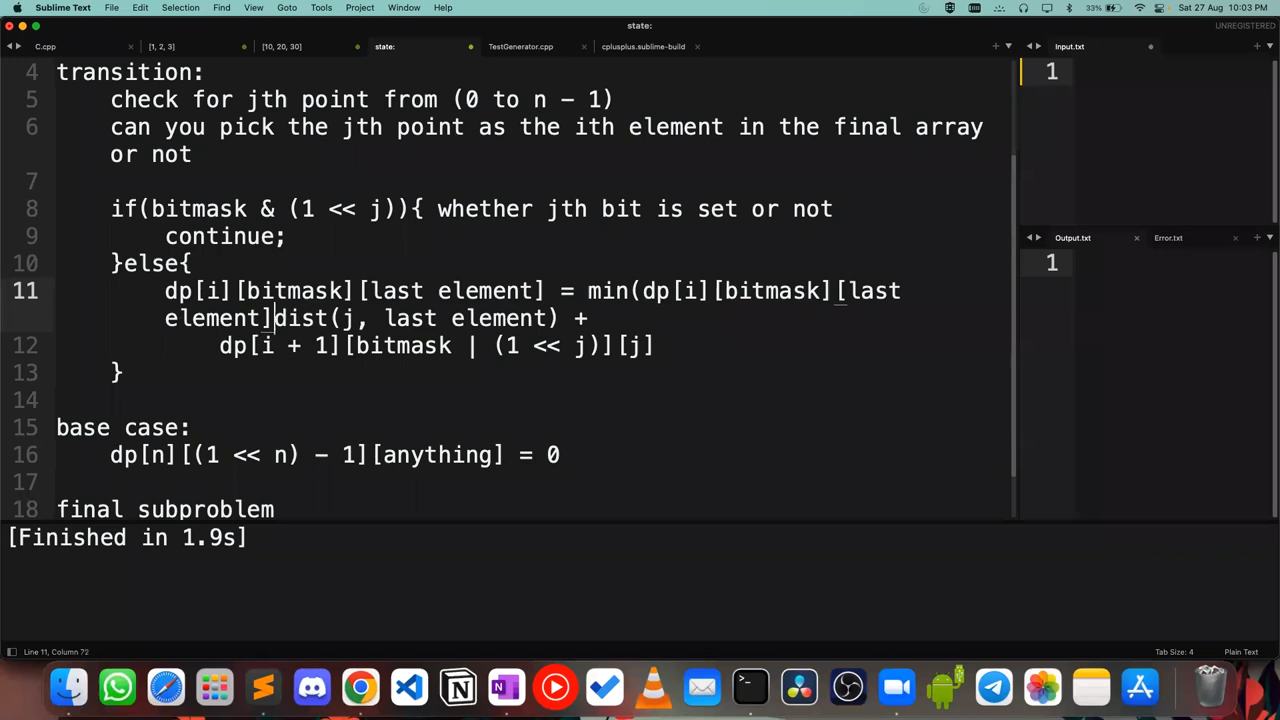 Sublime Text File Edit Selection Find View Goto Tools Project Window Help 33% Sat 27 Aug 10:03 PM
state: UNREGISTERED
C.cpp [1, 2, 3] [10, 20, 30] state: TestGenerator.cpp cplusplus.sublime-build Input.txt
4 transition:
5 check for jth point from (0 to n - 1)
6 can you pick the jth point as the ith element in the final array
or not
7
8 if(bitmask & (1 << j)){ whether jth bit is set or not
9 continue;
10 }else{
11 dp[i][bitmask][last element] = min(dp[i][bitmask][last
element]dist(j, last element) +
12 dp[i + 1][bitmask | (1 << j)][j]
13 }
14
15 base case:
16 dp[n][(1 << n) - 1][anything] = 0
17
18 final subproblem
1
Output.txt Error.txt
1
[Finished in 1.9s]
Line 11, Column 72 Tab Size: 4 Plain Text